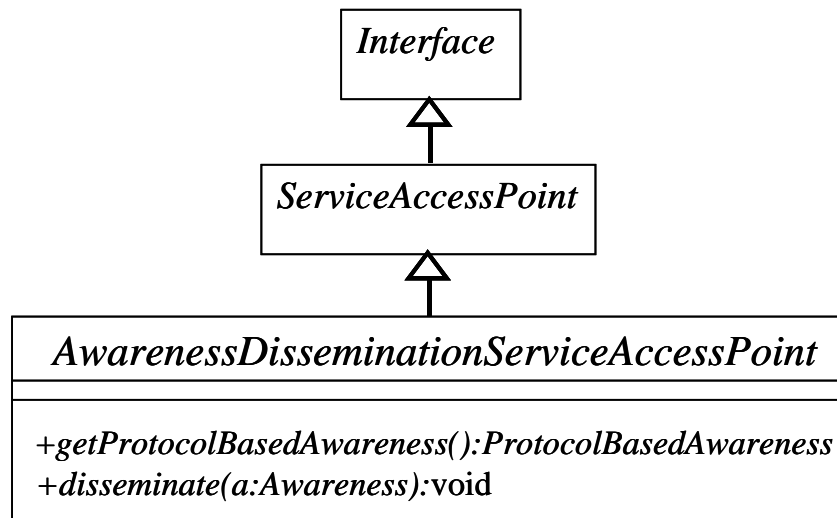 Interface
ServiceAccessPoint
AwarenessDisseminationServiceAccessPoint
+getProtocolBasedAwareness():ProtocolBasedAwareness
+disseminate(a:Awareness):void